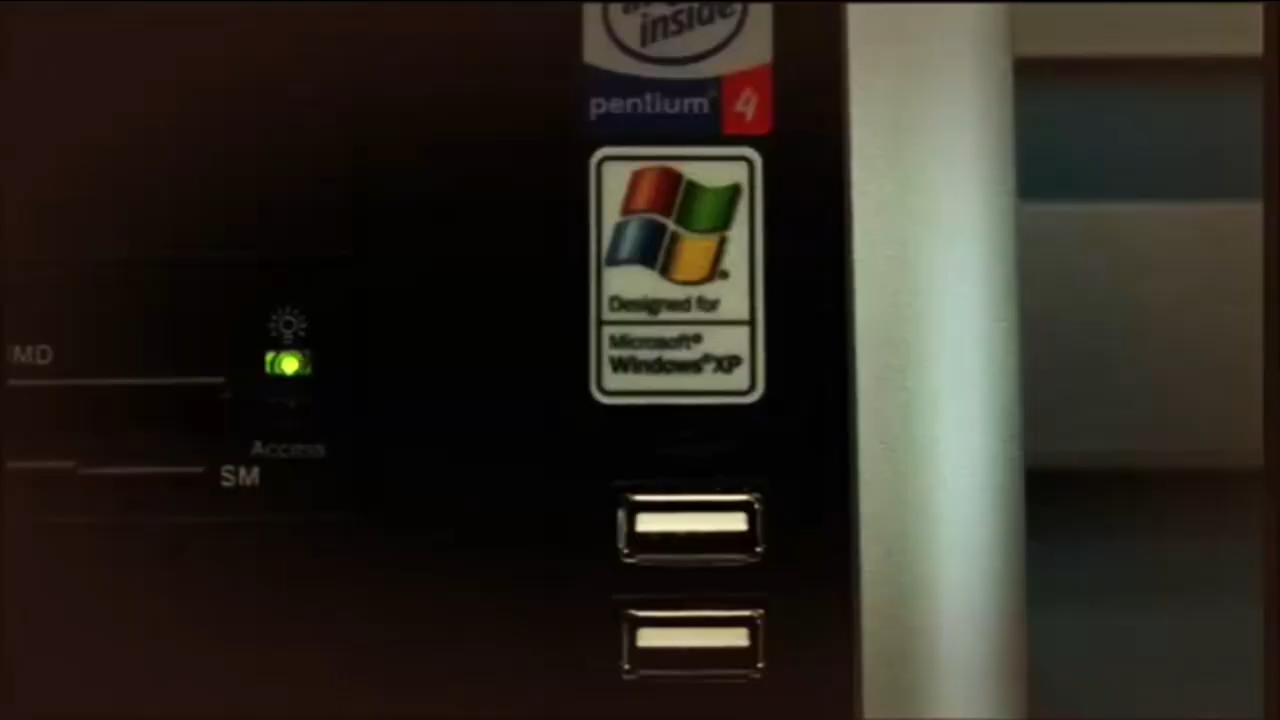 inside
pentium® 4
Designed for
Microsoft®
Windows® XP
MD
Access
SM